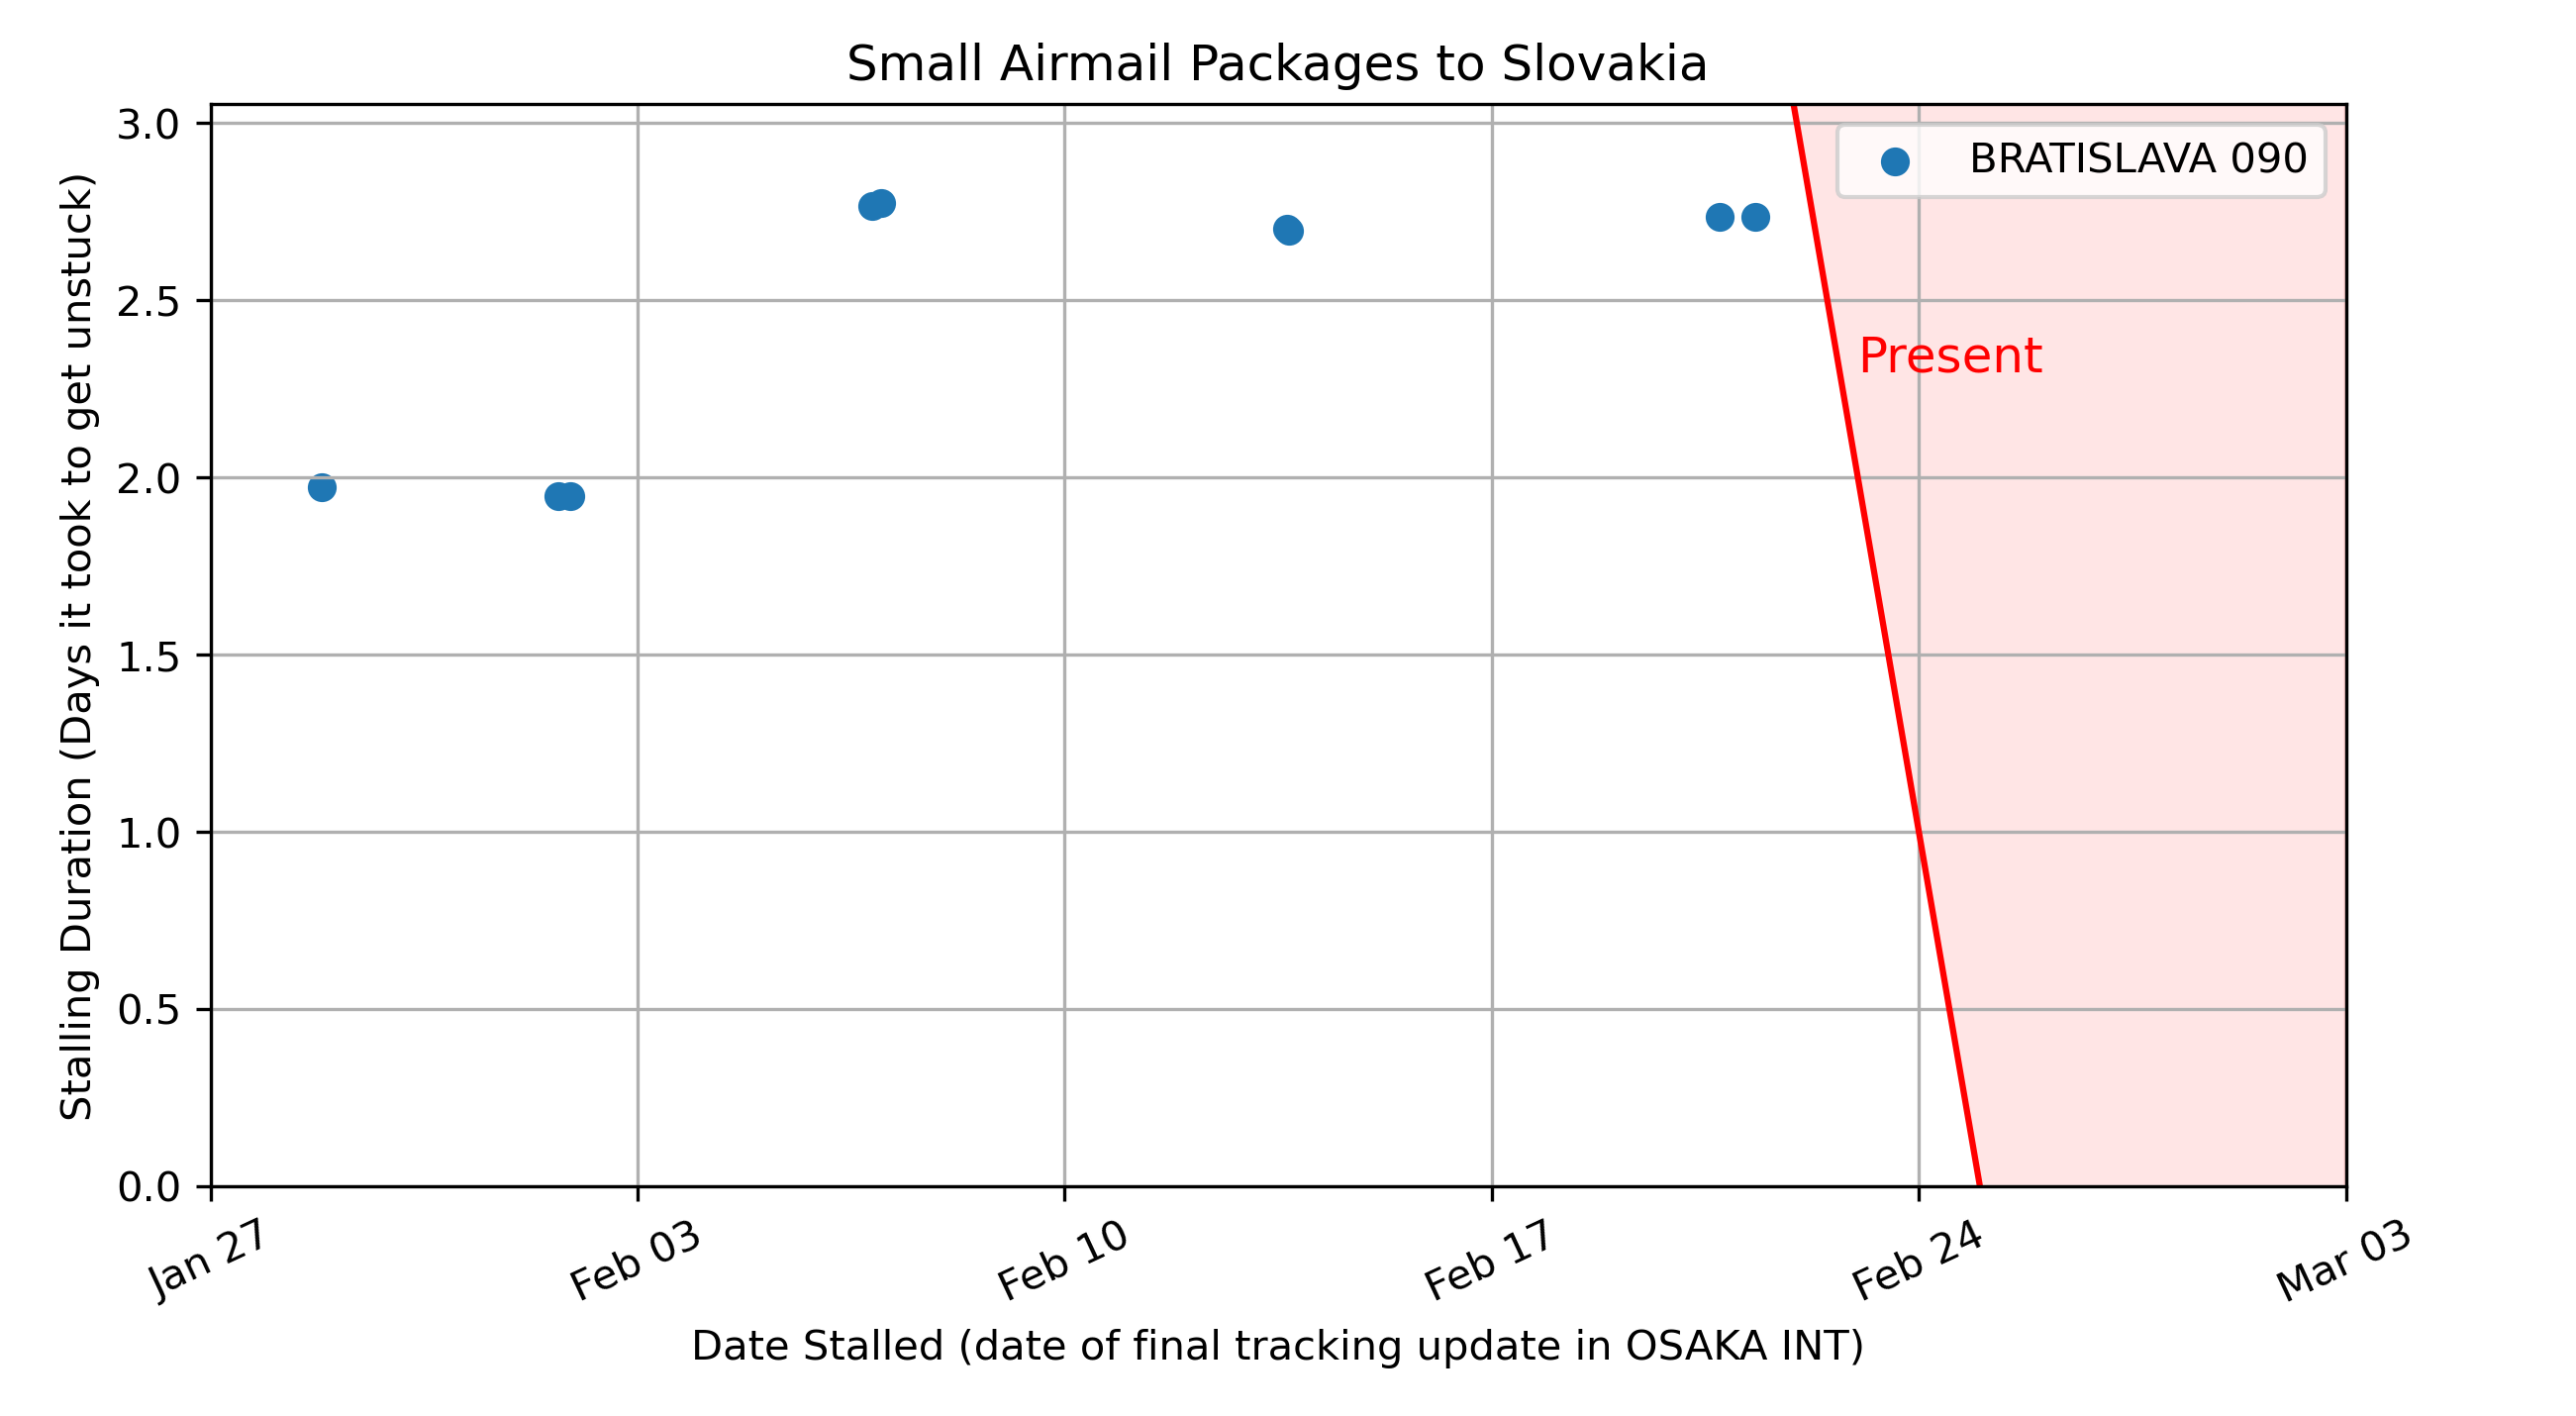 Small Airmail Packages to Slovakia
Stalling Duration (Days it took to get unstuck)
3.0
2.5
2.0
1.5
1.0
0.5
0.0
BRATISLAVA 090
Present
Jan 27
Feb 03
Feb 10
Feb 17
Feb 24
Mar 03
Date Stalled (date of final tracking update in OSAKA INT)